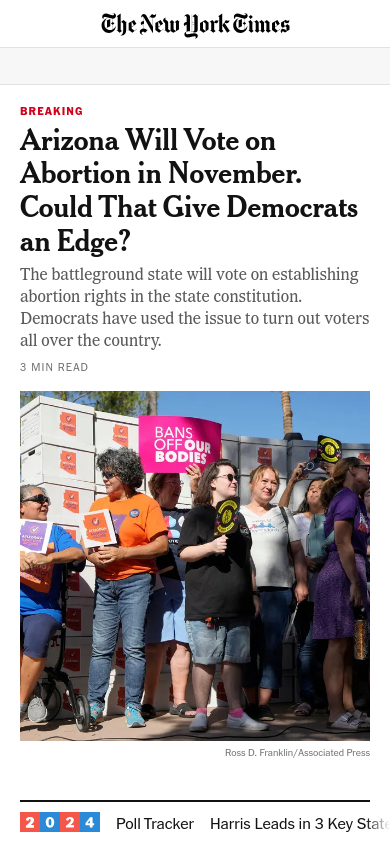 The New York Times
BREAKING
Arizona Will Vote on
Abortion in November.
Could That Give Democrats
an Edge?
The battleground state will vote on establishing
abortion rights in the state constitution.
Democrats have used the issue to turn out voters
all over the country.
3 MIN READ
BANS
OFF OUR
BODIES
Ross D. Franklin/Associated Press
2024
Poll Tracker
Harris Leads in 3 Key State